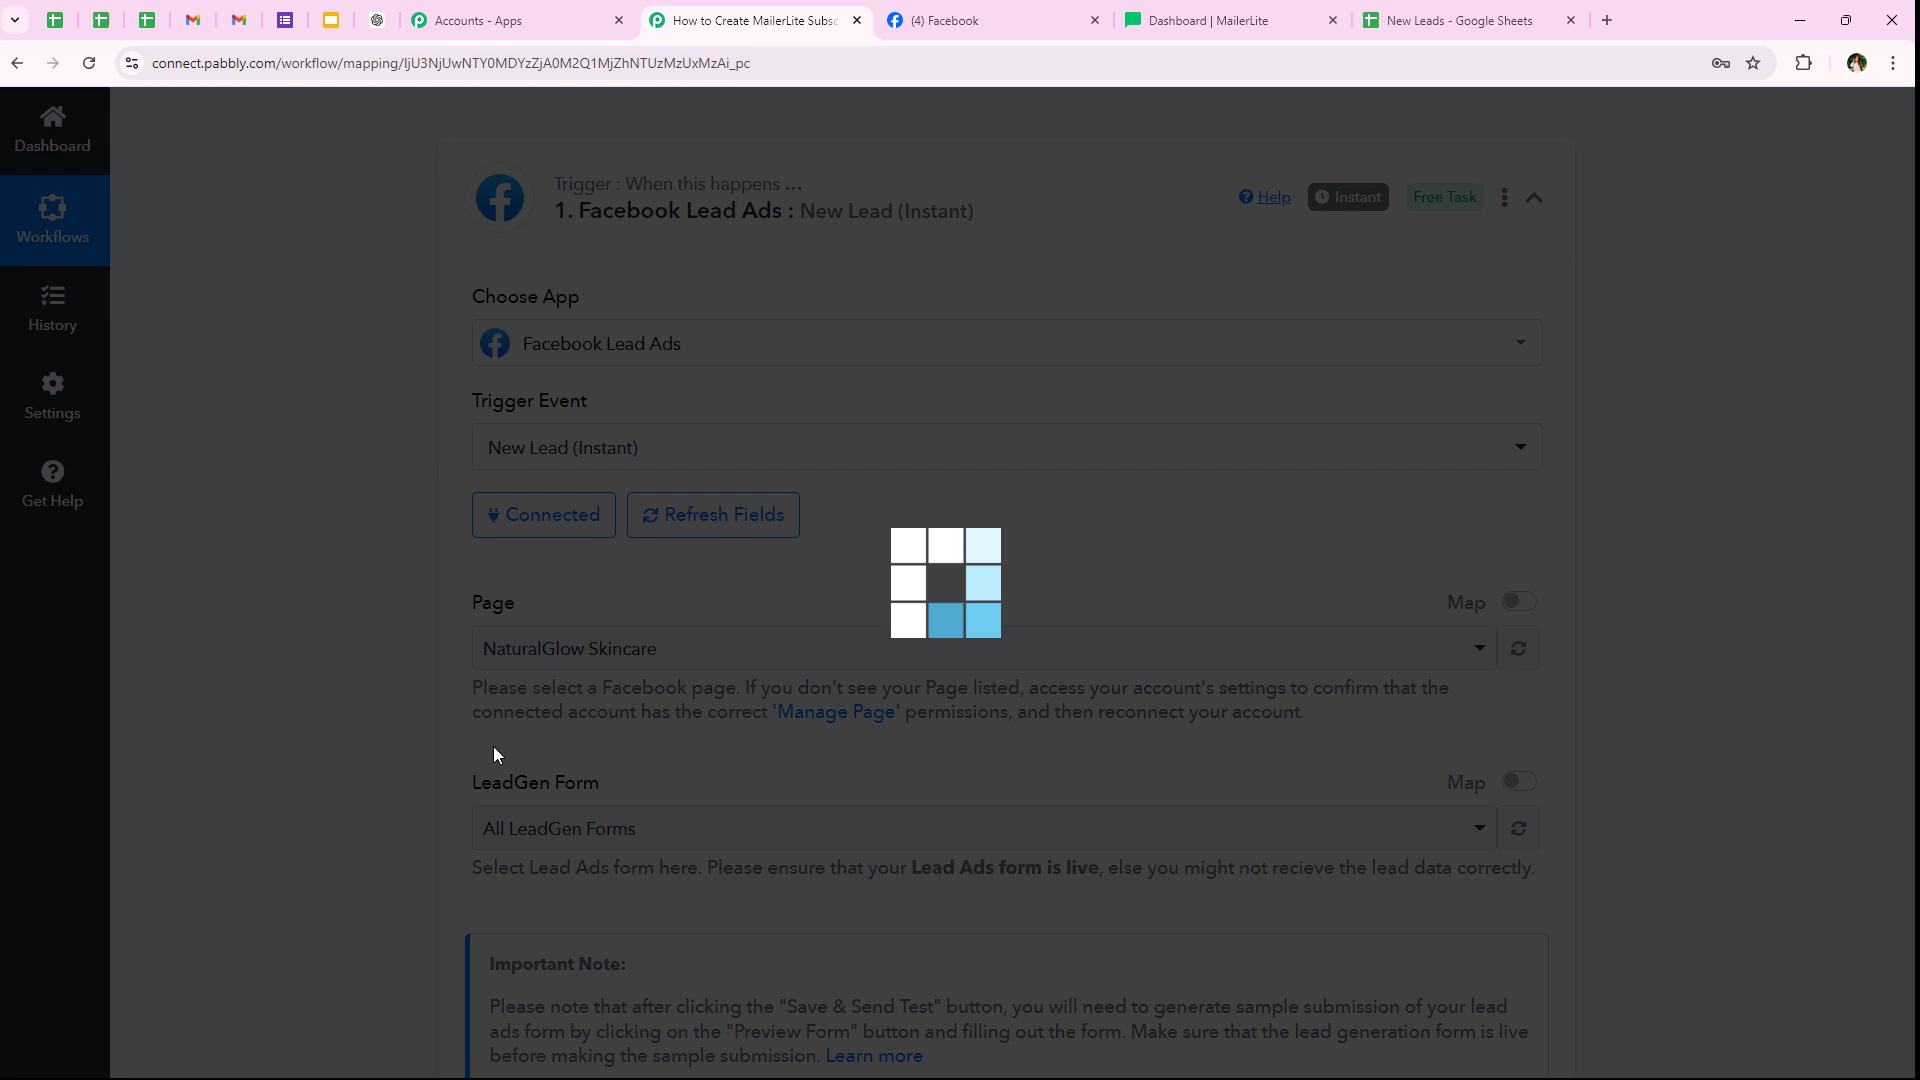 Accounts - Apps
How to Create MailerLite Subsc
(4) Facebook
Dashboard | MailerLite
New Leads - Google Sheets
connect.pabbly.com/workflow/mapping/IjU3NjUwNTY0MDYzZjA0M2Q1MjZhNTUzMzUxMzAi_pc
Dashboard
Workflows
History
Settings
Get Help
Trigger : When this happens ...
1. Facebook Lead Ads : New Lead (Instant)
Help
Instant
Free Task
Choose App
Facebook Lead Ads
Trigger Event
New Lead (Instant)
Connected
Refresh Fields
Page
Map
NaturalGlow Skincare
Please select a Facebook page. If you don't see your Page listed, access your account's settings to confirm that the
connected account has the correct 'Manage Page' permissions, and then reconnect your account.
LeadGen Form
Map
All LeadGen Forms
Select Lead Ads form here. Please ensure that your Lead Ads form is live, else you might not recieve the lead data correctly.
Important Note:
Please note that after clicking the "Save & Send Test" button, you will need to generate sample submission of your lead
ads form by clicking on the "Preview Form" button and filling out the form. Make sure that the lead generation form is live
before making the sample submission. Learn more